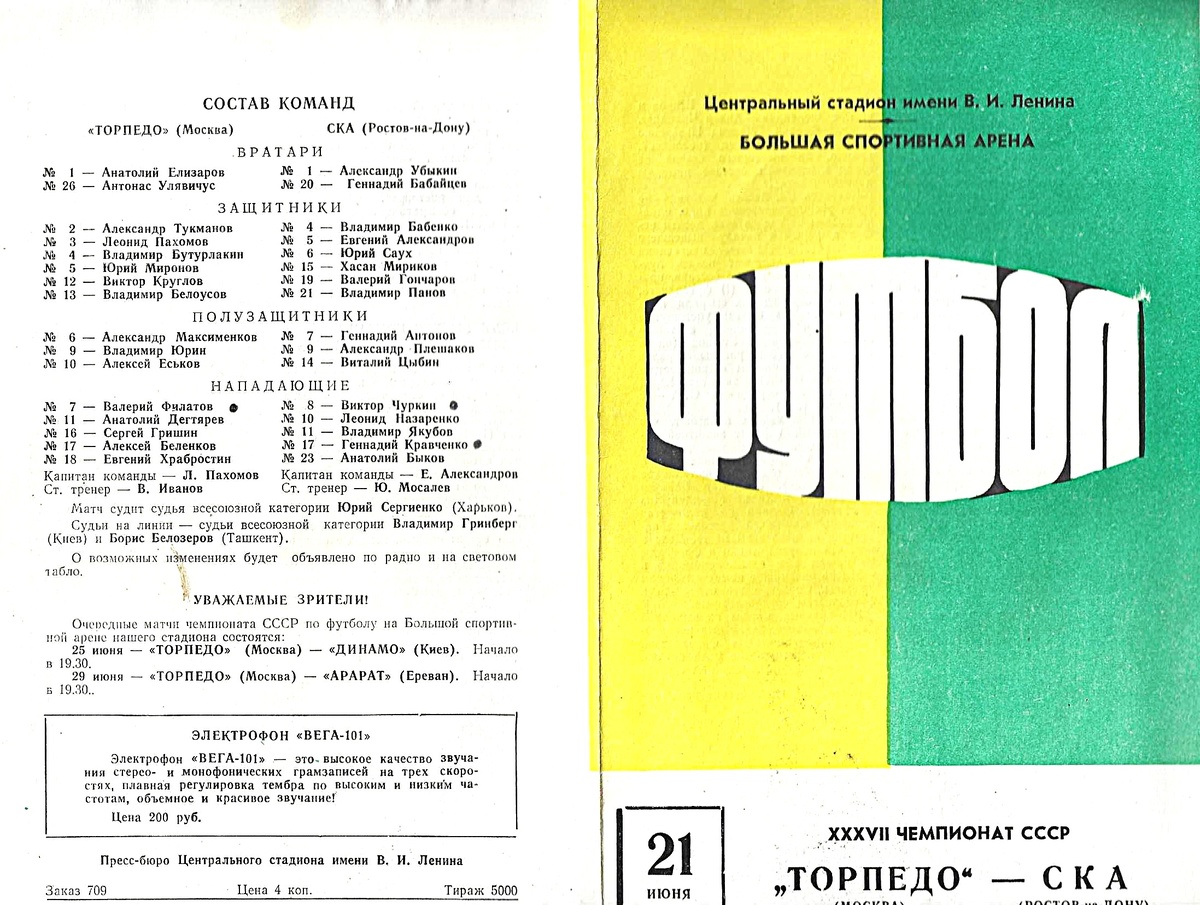 СОСТАВ КОМАНД
«ТОРПЕДО» (Москва) СКА (Ростов-на-Дону)
ВРАТАРИ
№ 1 — Анатолий Елизаров № 1 — Александр Убыкин
№ 26 — Антонас Улявичус № 20 — Геннадий Бабайцев
ЗАЩИТНИКИ
№ 2 — Александр Тукманов № 4 — Владимир Бабенко
№ 3 — Леонид Пахомов № 5 — Евгений Александров
№ 4 — Владимир Бутурлакин № 6 — Юрий Саух
№ 5 — Юрий Миронов № 15 — Хасан Мириков
№ 12 — Виктор Круглов № 19 — Валерий Гончаров
№ 13 — Владимир Белоусов № 21 — Владимир Панов
ПОЛУЗАЩИТНИКИ
№ 6 — Александр Максименков № 7 — Геннадий Антонов
№ 9 — Владимир Юрин № 9 — Александр Плешаков
№ 10 — Алексей Еськов № 14 — Виталий Цыбин
НАПАДАЮЩИЕ
№ 7 — Валерий Филатов № 8 — Виктор Чуркин
№ 11 — Анатолий Дегтярев № 10 — Леонид Назаренко
№ 16 — Сергей Гришин № 11 — Владимир Якубов
№ 17 — Алексей Беленков № 17 — Геннадий Кравченко
№ 18 — Евгений Храбростин № 23 — Анатолий Быков
Капитан команды — Л. Пахомов Капитан команды — Е. Александров
Ст. тренер — В. Иванов Ст. тренер — Ю. Мосалев
Матч судит судья всесоюзной категории Юрий Сергиенко (Харьков).
Судьи на линии — судьи всесоюзной категории Владимир Гринберг
(Киев) и Борис Белозеров (Ташкент).
О возможных изменениях будет объявлено по радио и на световом
табло.
УВАЖАЕМЫЕ ЗРИТЕЛИ!
Очередные матчи чемпионата СССР по футболу на Большой спортив-
ной арене нашего стадиона состоятся:
25 июня — «ТОРПЕДО» (Москва) — «ДИНАМО» (Киев). Начало
в 19.30.
29 июня — «ТОРПЕДО» (Москва) — «АРАРАТ» (Ереван). Начало
в 19.30..
ЭЛЕКТРОФОН «ВЕГА-101»
Электрофон «ВЕГА-101» — это высокое качество звуча-
ния стерео- и монофонических грамзаписей на трех скоро-
стях, плавная регулировка тембра по высоким и низким ча-
стотам, объемное и красивое звучание!
Цена 200 руб.
Пресс-бюро Центрального стадиона имени В. И. Ленина
Заказ 709 Цена 4 коп. Тираж 5000
Центральный стадион имени В. И. Ленина
БОЛЬШАЯ СПОРТИВНАЯ АРЕНА
ФУТБОЛ
21
ИЮНЯ
XXXVII ЧЕМПИОНАТ СССР
„ТОРПЕДО“ — СКА
(МОСКВА) (РОСТОВ-на-ДОНУ)